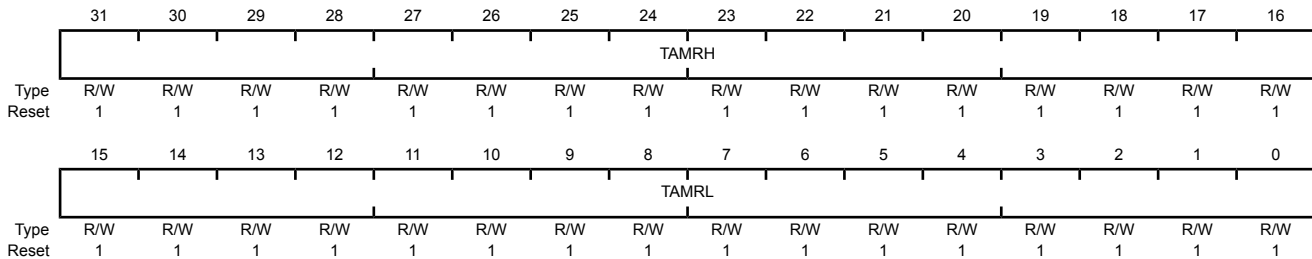 31 30 29 28 27 26 25 24 23 22 21 20 19 18 17 16
TAMRH
Type R/W R/W R/W R/W R/W R/W R/W R/W R/W R/W R/W R/W R/W R/W R/W R/W
Reset 1 1 1 1 1 1 1 1 1 1 1 1 1 1 1 1
15 14 13 12 11 10 9 8 7 6 5 4 3 2 1 0
TAMRL
Type R/W R/W R/W R/W R/W R/W R/W R/W R/W R/W R/W R/W R/W R/W R/W R/W
Reset 1 1 1 1 1 1 1 1 1 1 1 1 1 1 1 1